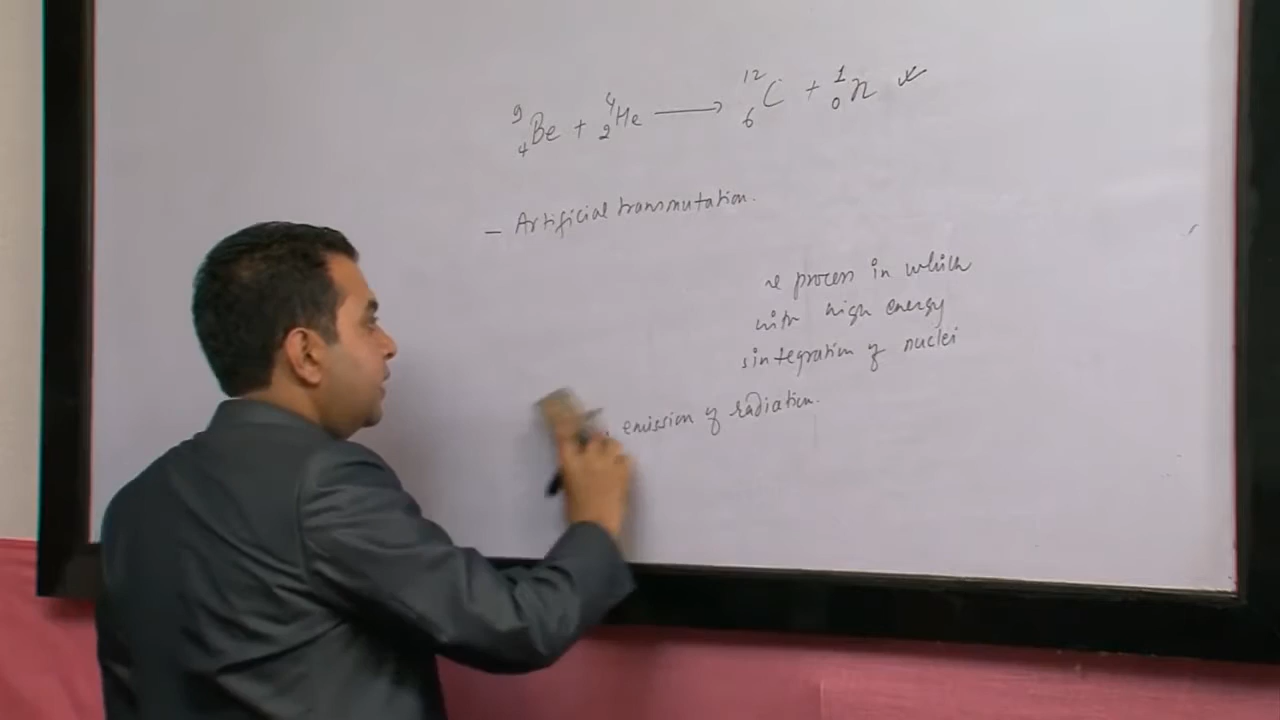 ⁹₄Be + ⁴₂He ⟶ ¹²₆C + ¹₀n
– Artificial transmutation.
process in which
with high energy
sintegration of nuclei
emission of radiation.